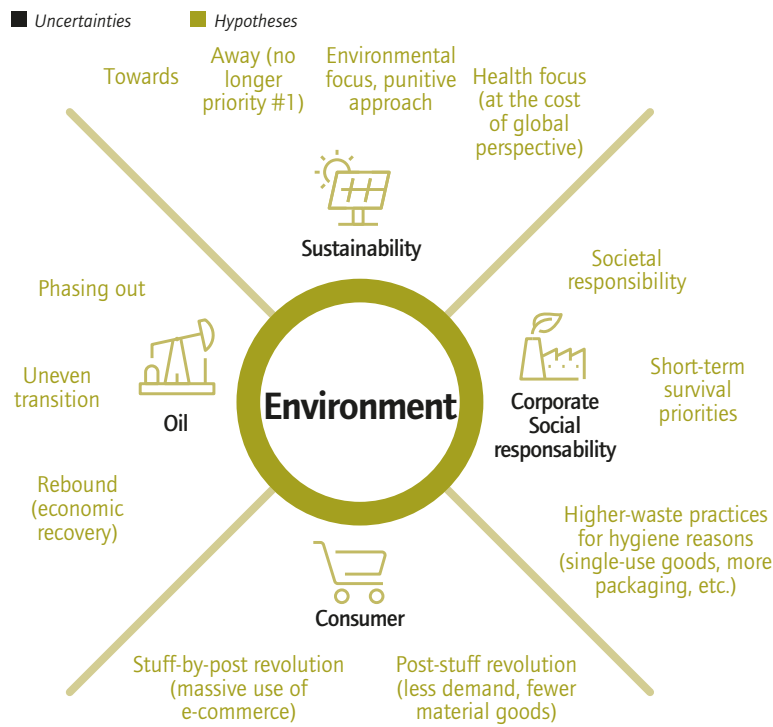 Uncertainties
Hypotheses
Towards
Away (no
longer
priority #1)
Environmental
focus, punitive
approach
Health focus
(at the cost
of global
perspective)
Sustainability
Societal
responsibility
Short-term
survival
priorities
Corporate
Social
responsability
Higher-waste practices
for hygiene reasons
(single-use goods, more
packaging, etc.)
Phasing out
Uneven
transition
Rebound
(economic
recovery)
Oil
Environment
Consumer
Stuff-by-post revolution
(massive use of
e-commerce)
Post-stuff revolution
(less demand, fewer
material goods)